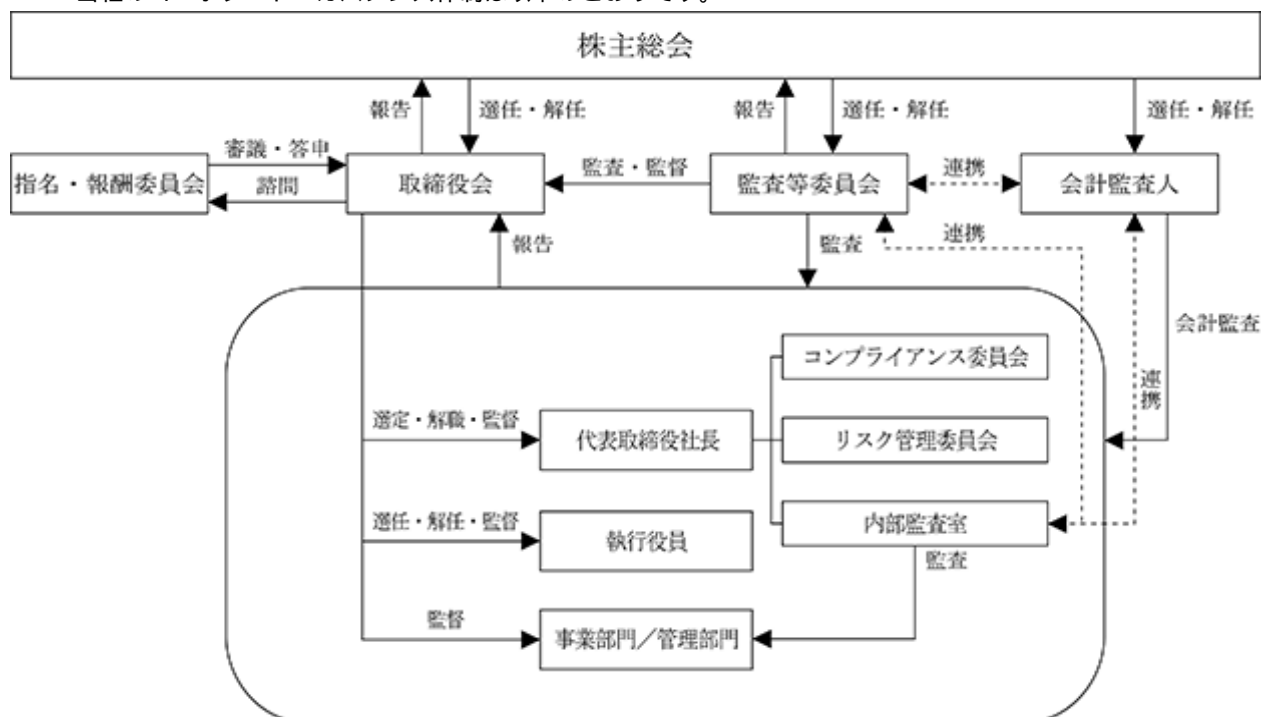 株主総会
報告
選任・解任
報告
選任・解任
選任・解任
審議・答申
諮問
監査・監督
連携
指名・報酬委員会
取締役会
監査等委員会
会計監査人
報告
監査
連携
会計監査
連携
コンプライアンス委員会
選定・解職・監督
代表取締役社長
リスク管理委員会
選任・解任・監督
執行役員
内部監査室
監査
監督
事業部門／管理部門